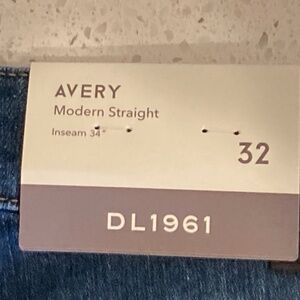 AVERY
Modern Straight
Inseam 34"
32
DL1961